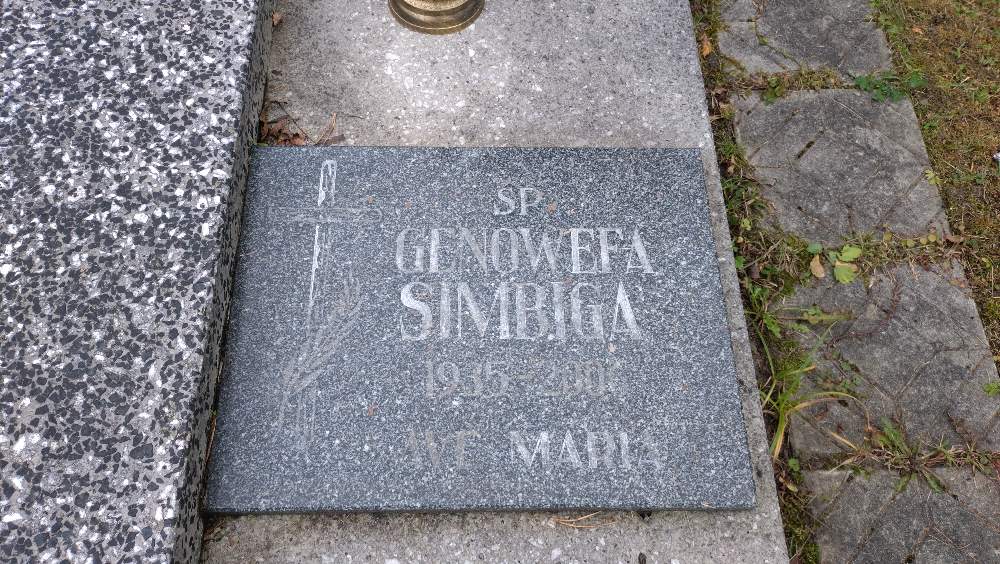 SP.
GENOWEFA
SIMBIGA
AVE MARIA